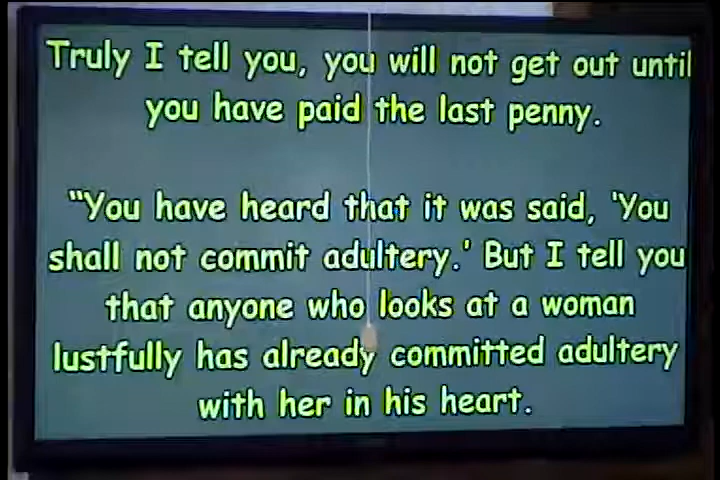 Truly I tell you, you will not get out until
you have paid the last penny.
“You have heard that it was said, ‘You
shall not commit adultery.’ But I tell you
that anyone who looks at a woman
lustfully has already committed adultery
with her in his heart.